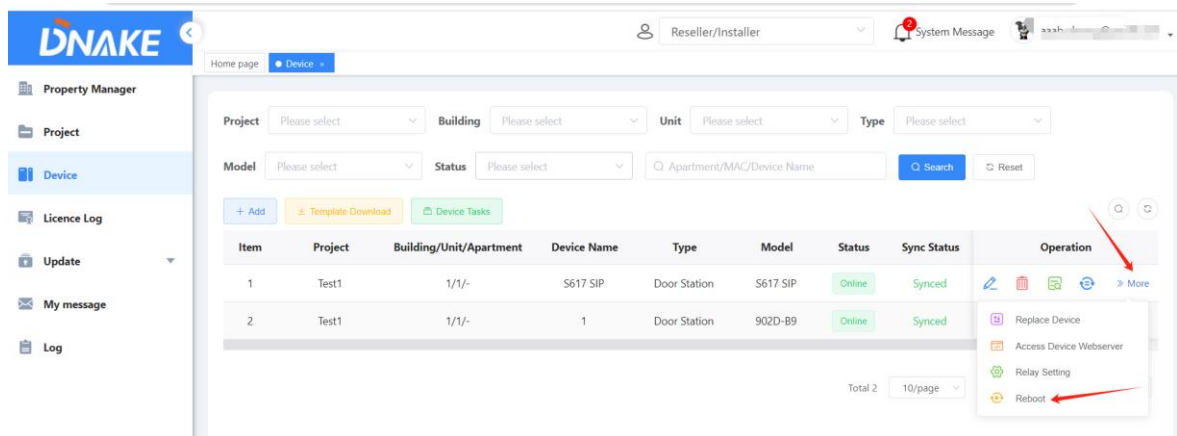 DNAKE
Reseller/Installer
2
System Message
Home page
Device ×
Property Manager
Project
Device
Licence Log
Update
My message
Log
Project Please select
Building Please select
Unit Please select
Type Please select
Model Please select
Status Please select
Apartment/MAC/Device Name
Search
Reset
+ Add
Template Download
Device Tasks
Item Project Building/Unit/Apartment Device Name Type Model Status Sync Status Operation
1 Test1 1/1/- S617 SIP Door Station S617 SIP Online Synced » More
2 Test1 1/1/- 1 Door Station 902D-B9 Online Synced
Replace Device
Access Device Webserver
Relay Setting
Reboot
Total 2 10/page